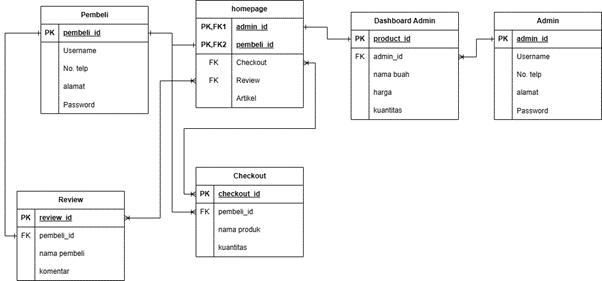 Pembeli
PK pembeli_id
Username
No. telp
alamat
Password
homepage
PK,FK1 admin_id
PK,FK2 pembeli_id
FK Checkout
FK Review
Artikel
Dashboard Admin
PK product_id
FK admin_id
nama buah
harga
kuantitas
Admin
PK admin_id
Username
No. telp
alamat
Password
Review
PK review_id
FK pembeli_id
nama pembeli
komentar
Checkout
PK checkout_id
FK pembeli_id
nama produk
kuantitas